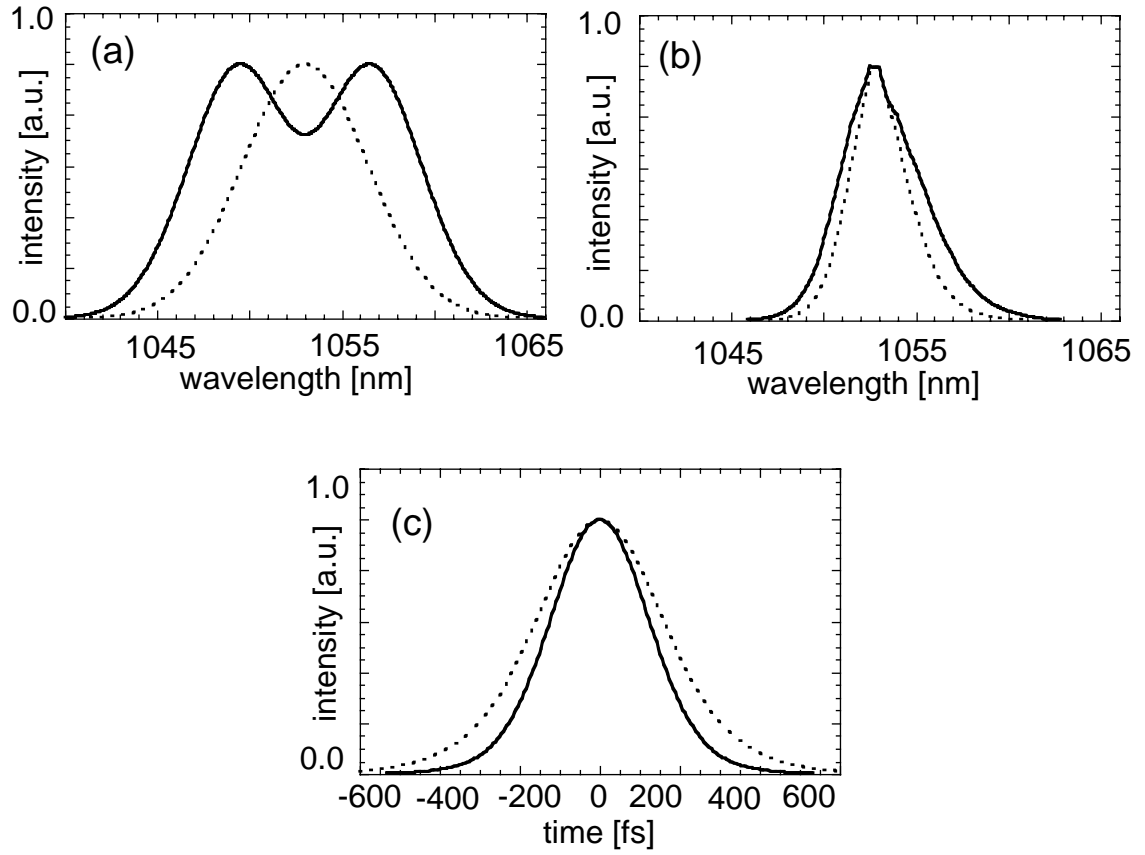 (a)
intensity [a.u.]
1.0
0.0
1045 1055 1065
wavelength [nm]
(b)
intensity [a.u.]
1.0
0.0
1045 1055 1065
wavelength [nm]
(c)
intensity [a.u.]
1.0
0.0
-600 -400 -200 0 200 400 600
time [fs]